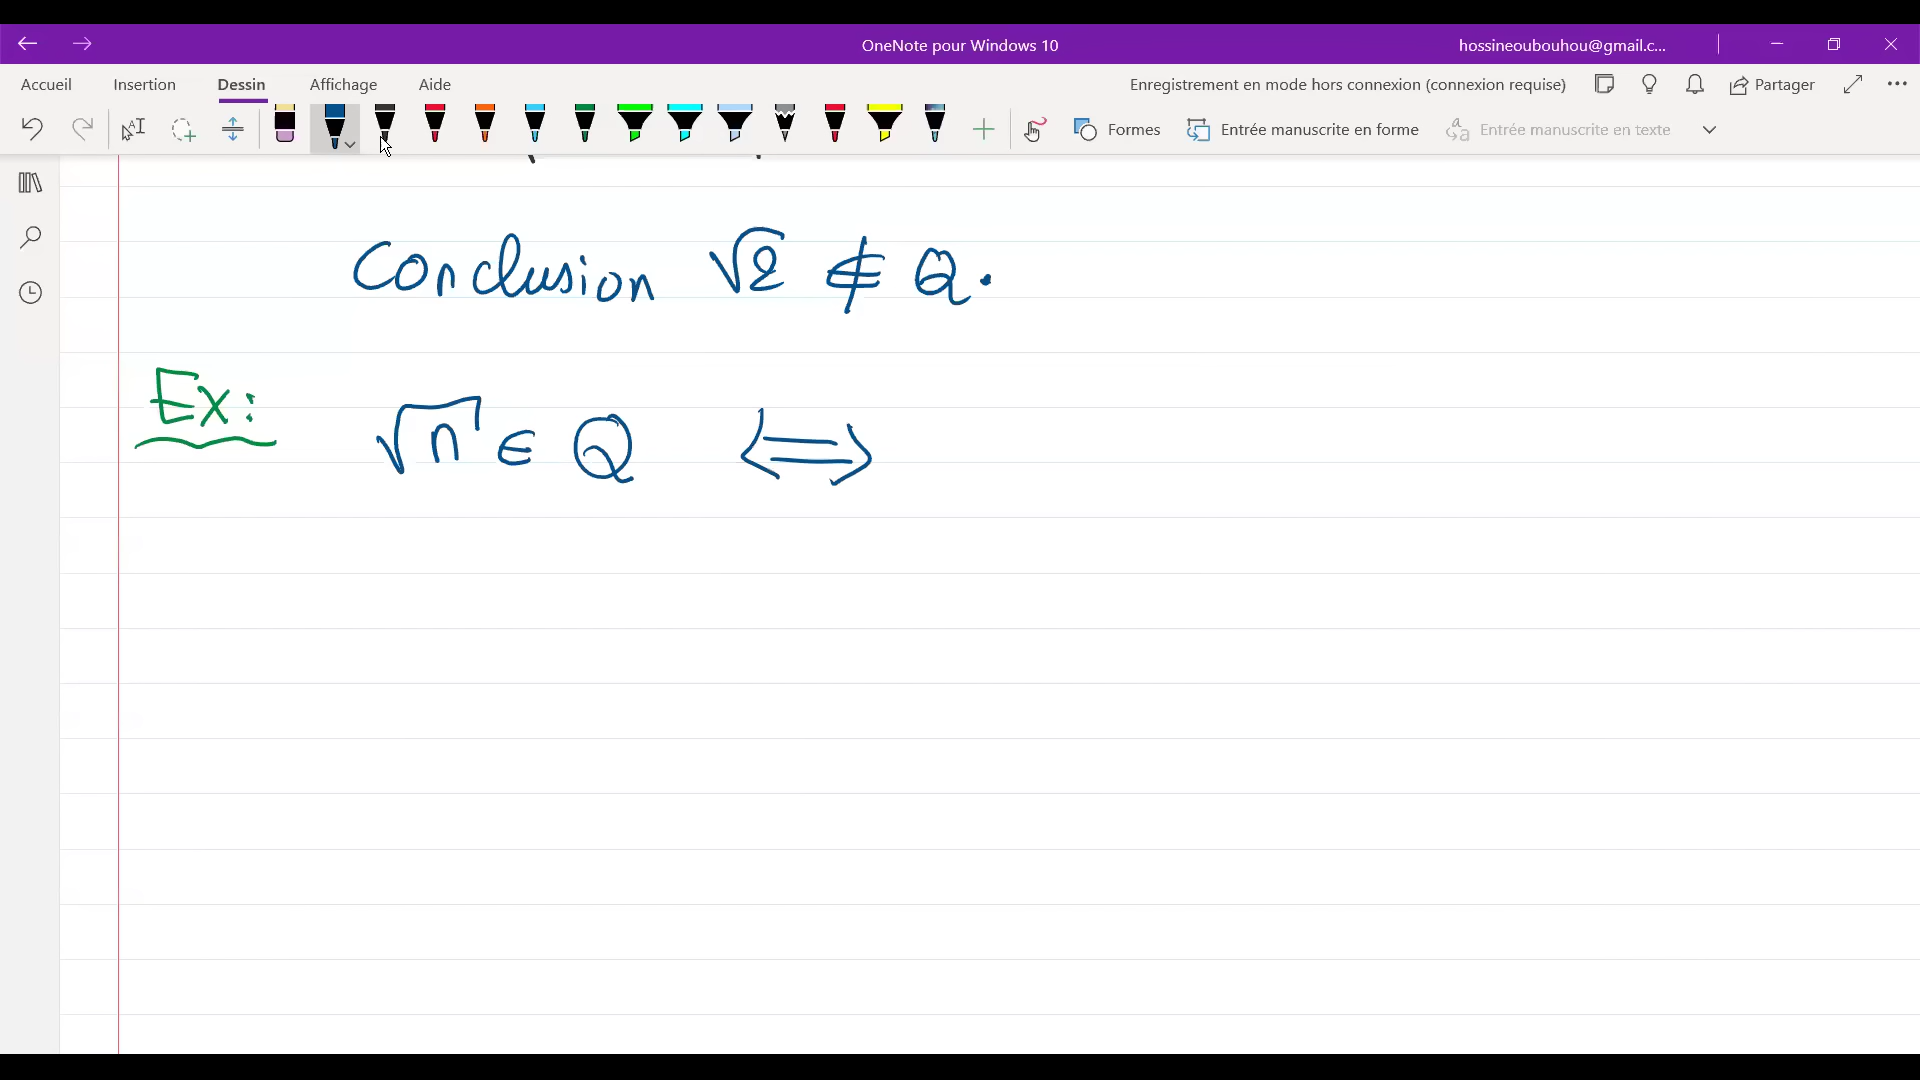 OneNote pour Windows 10
hossineoubouhou@gmail.c...
Accueil Insertion Dessin Affichage Aide
Enregistrement en mode hors connexion (connexion requise)
Partager
Formes Entrée manuscrite en forme Entrée manuscrite en texte
Conclusion √2 ∉ Q.
Ex:
√n ∈ Q ⟺